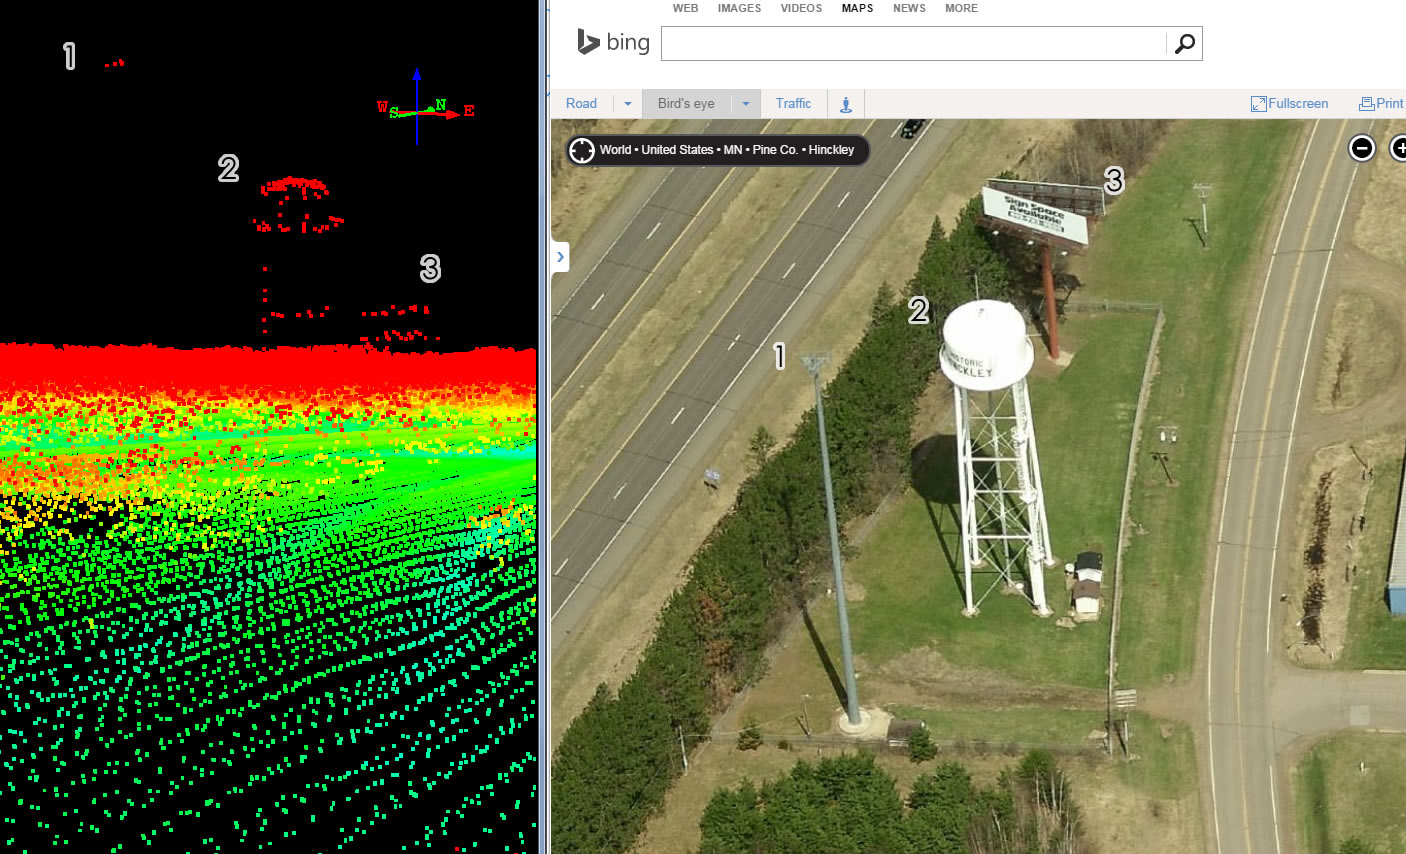 1
2
3
W
S
N
E
WEB IMAGES VIDEOS MAPS NEWS MORE
bing
Road Bird's eye Traffic Fullscreen Print
World • United States • MN • Pine Co. • Hinckley
3
Sign Space
Available
2
1
HISTORIC
HINCKLEY